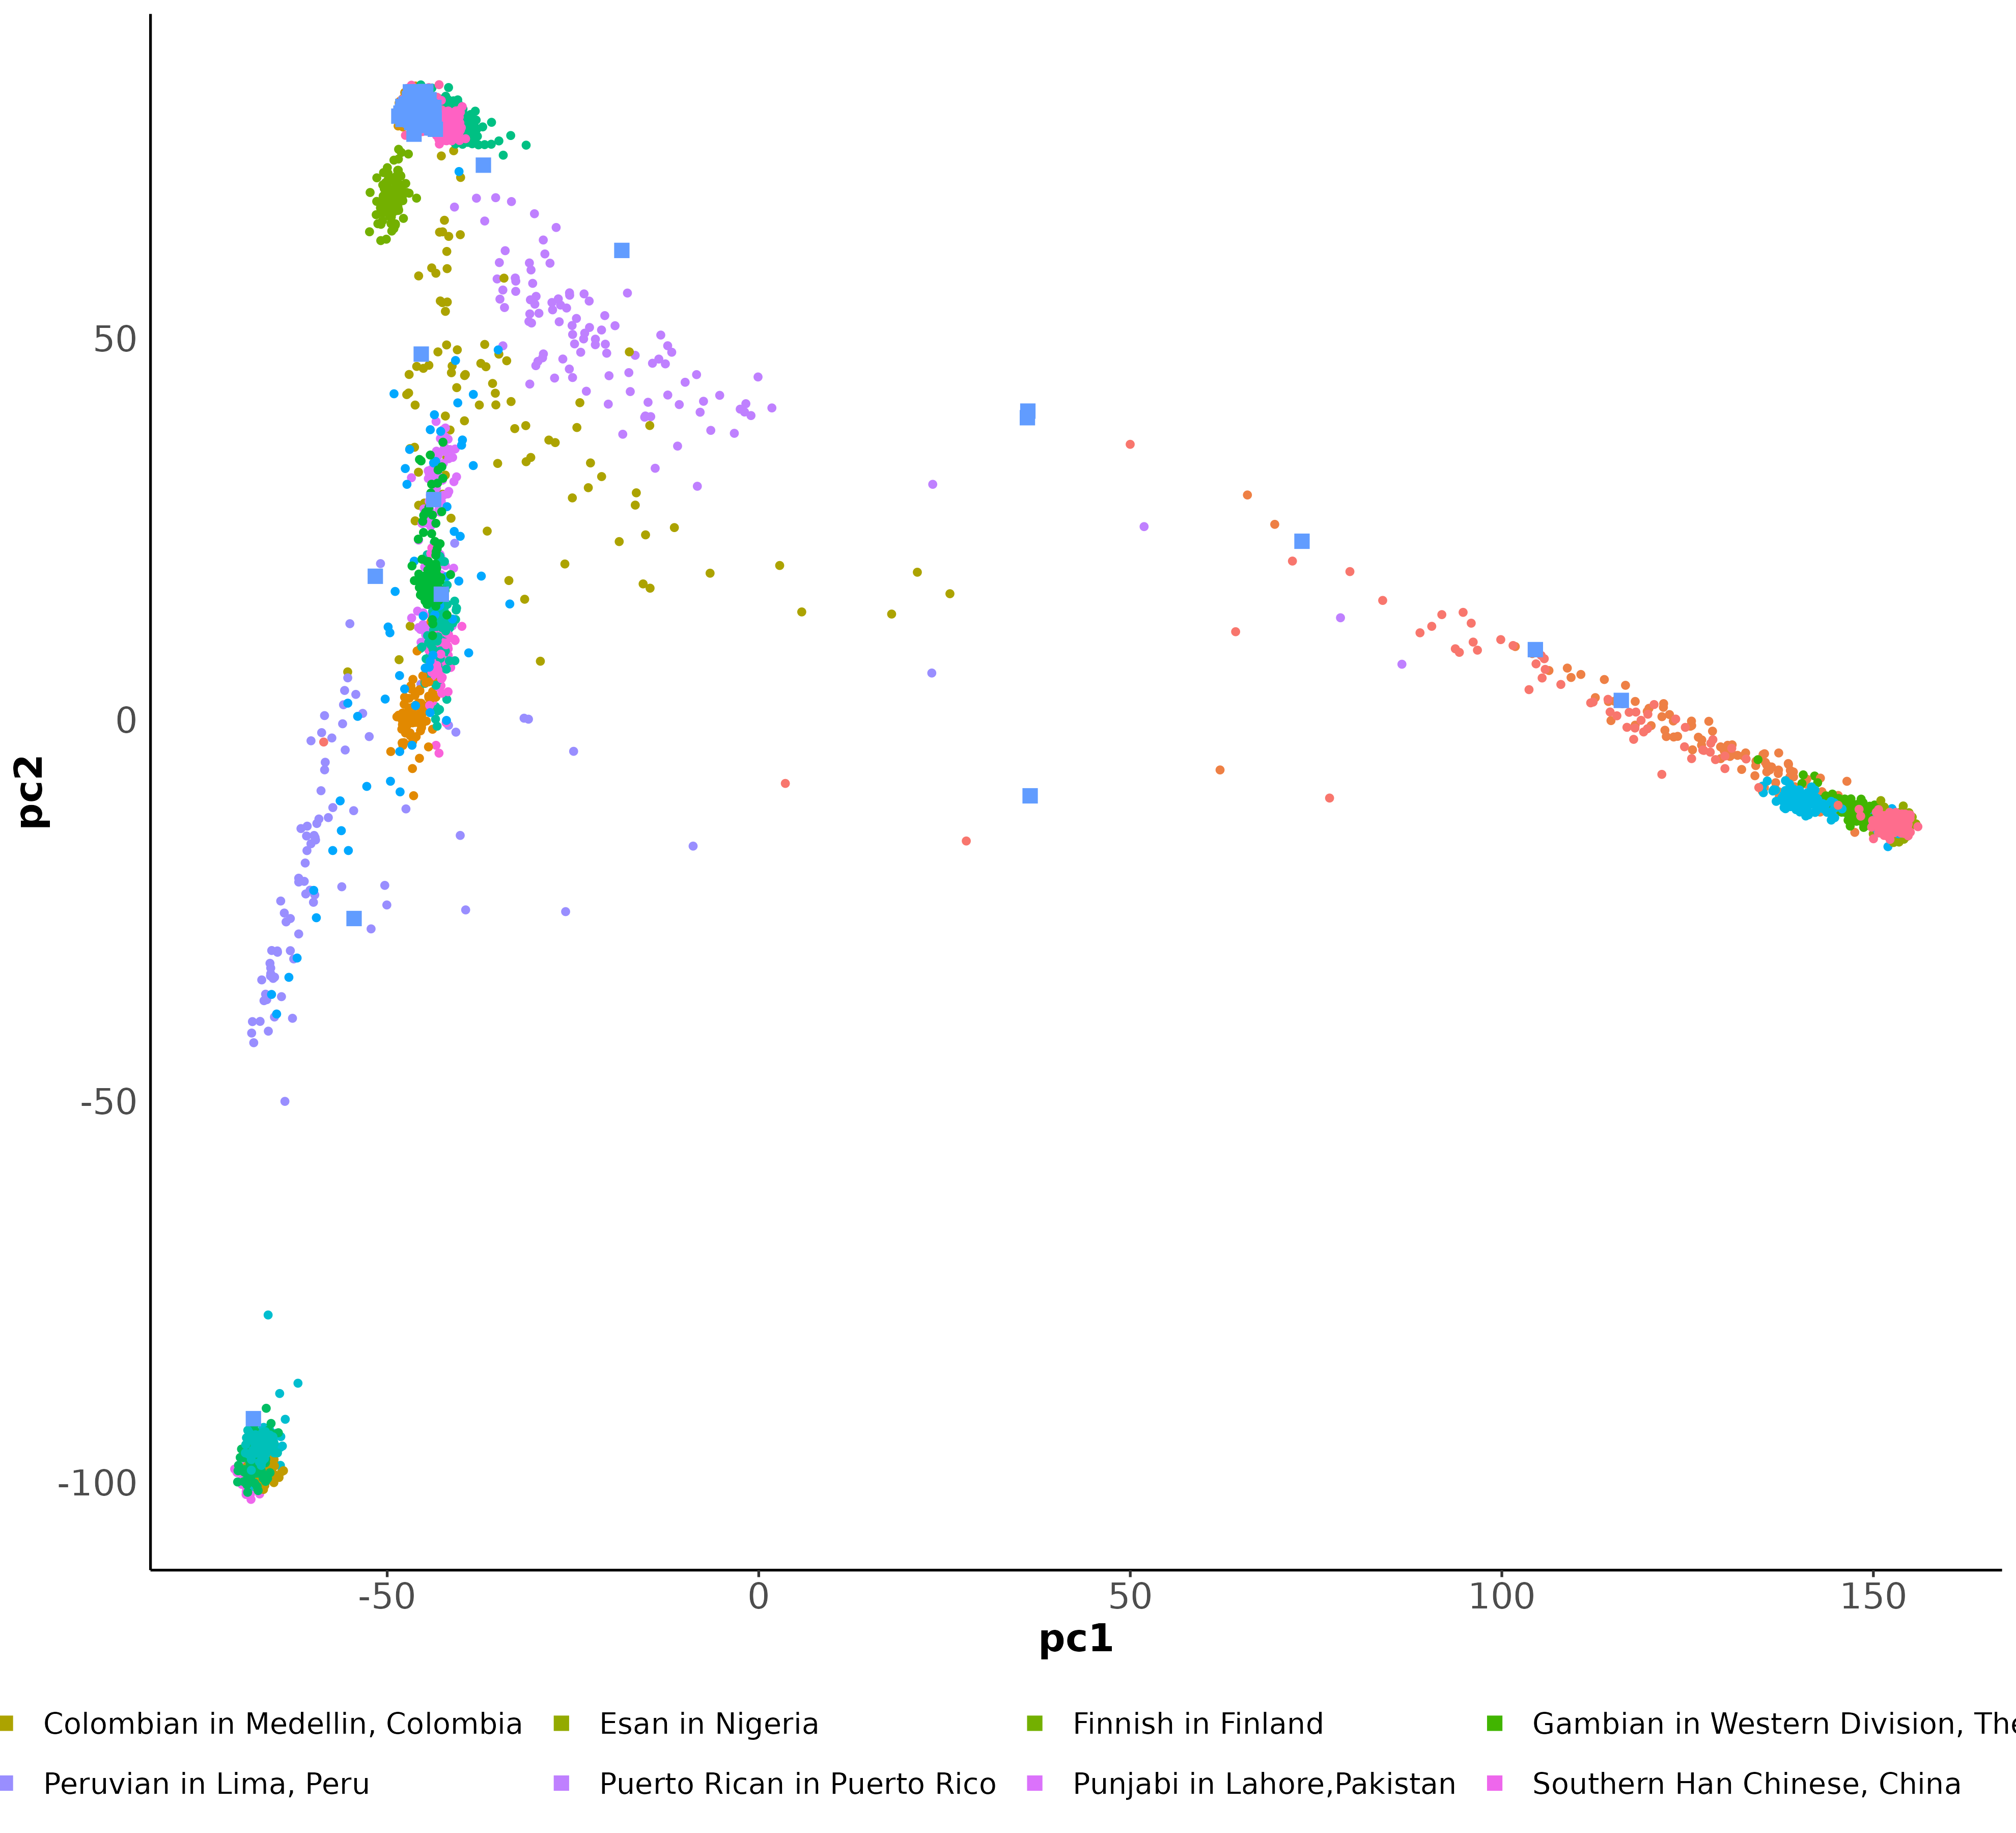 pc2
50
0
-50
-100
-50 0 50 100 150
pc1
Colombian in Medellin, Colombia Esan in Nigeria Finnish in Finland Gambian in Western Division, The
Peruvian in Lima, Peru Puerto Rican in Puerto Rico Punjabi in Lahore,Pakistan Southern Han Chinese, China